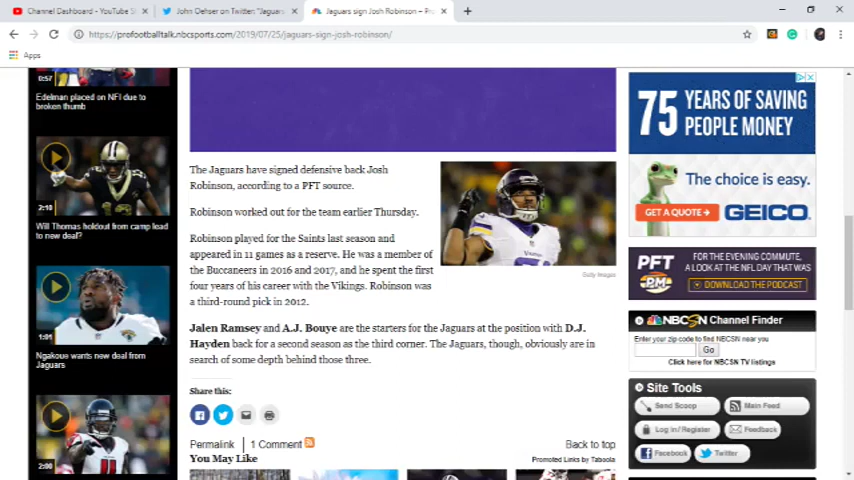 Channel Dashboard - YouTube S
John Oehser on Twitter: "Jaguars
Jaguars sign Josh Robinson – Pr
https://profootballtalk.nbcsports.com/2019/07/25/jaguars-sign-josh-robinson/
Apps
0:57
Edelman placed on NFI due to
broken thumb
2:18
Will Thomas holdout from camp lead
to new deal?
1:01
Ngakoue wants new deal from
Jaguars
2:00
The Jaguars have signed defensive back Josh
Robinson, according to a PFT source.
Robinson worked out for the team earlier Thursday.
Robinson played for the Saints last season and
appeared in 11 games as a reserve. He was a member of
the Buccaneers in 2016 and 2017, and he spent the first
four years of his career with the Vikings. Robinson was
a third-round pick in 2012.
Getty Images
Jalen Ramsey and A.J. Bouye are the starters for the Jaguars at the position with D.J.
Hayden back for a second season as the third corner. The Jaguars, though, obviously are in
search of some depth behind those three.
Share this:
Permalink
1 Comment
Back to top
You May Like
Promoted Links by Taboola
75 YEARS OF SAVING
PEOPLE MONEY
The choice is easy.
GET A QUOTE
GEICO
PFT
PM
FOR THE EVENING COMMUTE,
A LOOK AT THE NFL DAY THAT WAS
DOWNLOAD THE PODCAST
NBCSN Channel Finder
Enter your zip code to find NBCSN near you
Go
Click here for NBCSN TV listings
Site Tools
Send Scoop
Main Feed
Log In/Register
Feedback
Facebook
Twitter